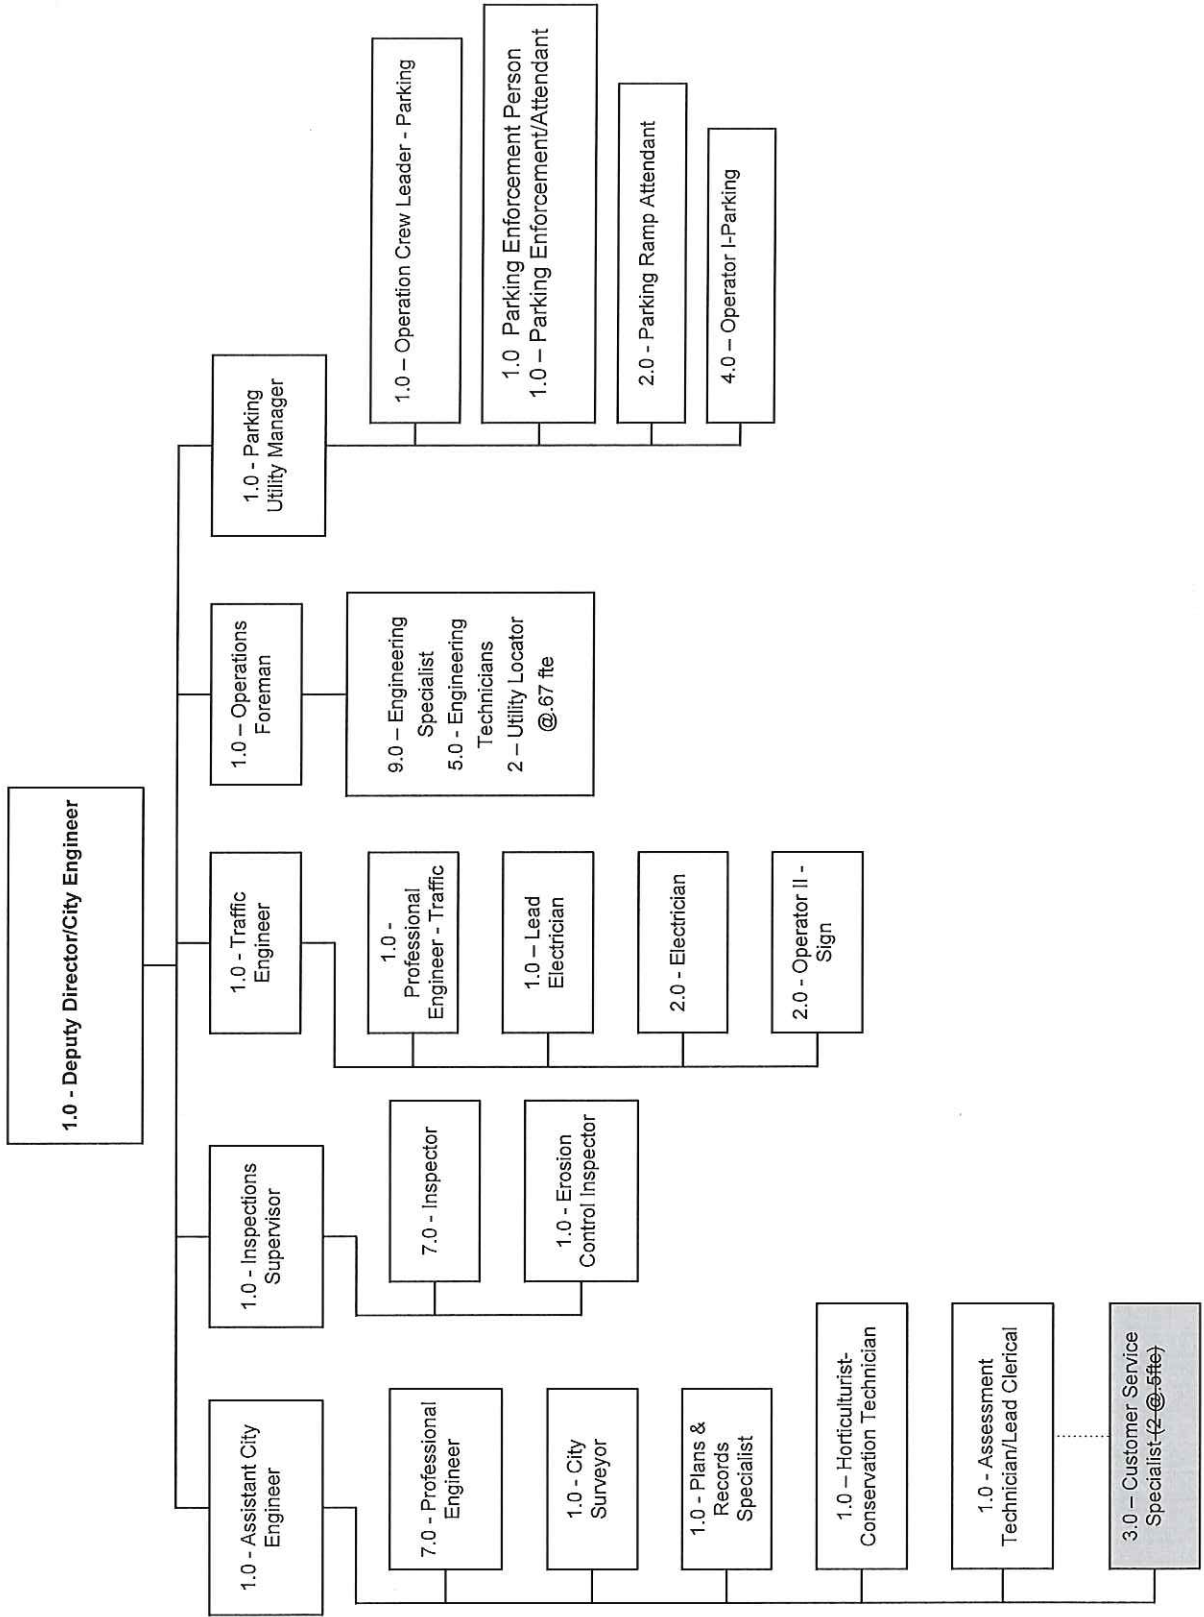 1.0 - Deputy Director/City Engineer
1.0 - Assistant City
Engineer
7.0 - Professional
Engineer
1.0 - City
Surveyor
1.0 - Plans &
Records
Specialist
1.0 – Horticulturist-
Conservation Technician
1.0 - Assessment
Technician/Lead Clerical
3.0 – Customer Service
Specialist (2 @.5fte)
1.0 - Inspections
Supervisor
7.0 - Inspector
1.0 - Erosion
Control Inspector
1.0 - Traffic
Engineer
1.0 -
Professional
Engineer - Traffic
1.0 – Lead
Electrician
2.0 - Electrician
2.0 - Operator II -
Sign
1.0 – Operations
Foreman
9.0 – Engineering
Specialist
5.0 - Engineering
Technicians
2 – Utility Locator
@.67 fte
1.0 - Parking
Utility Manager
1.0 – Operation Crew Leader - Parking
1.0 Parking Enforcement Person
1.0 – Parking Enforcement/Attendant
2.0 - Parking Ramp Attendant
4.0 – Operator I-Parking